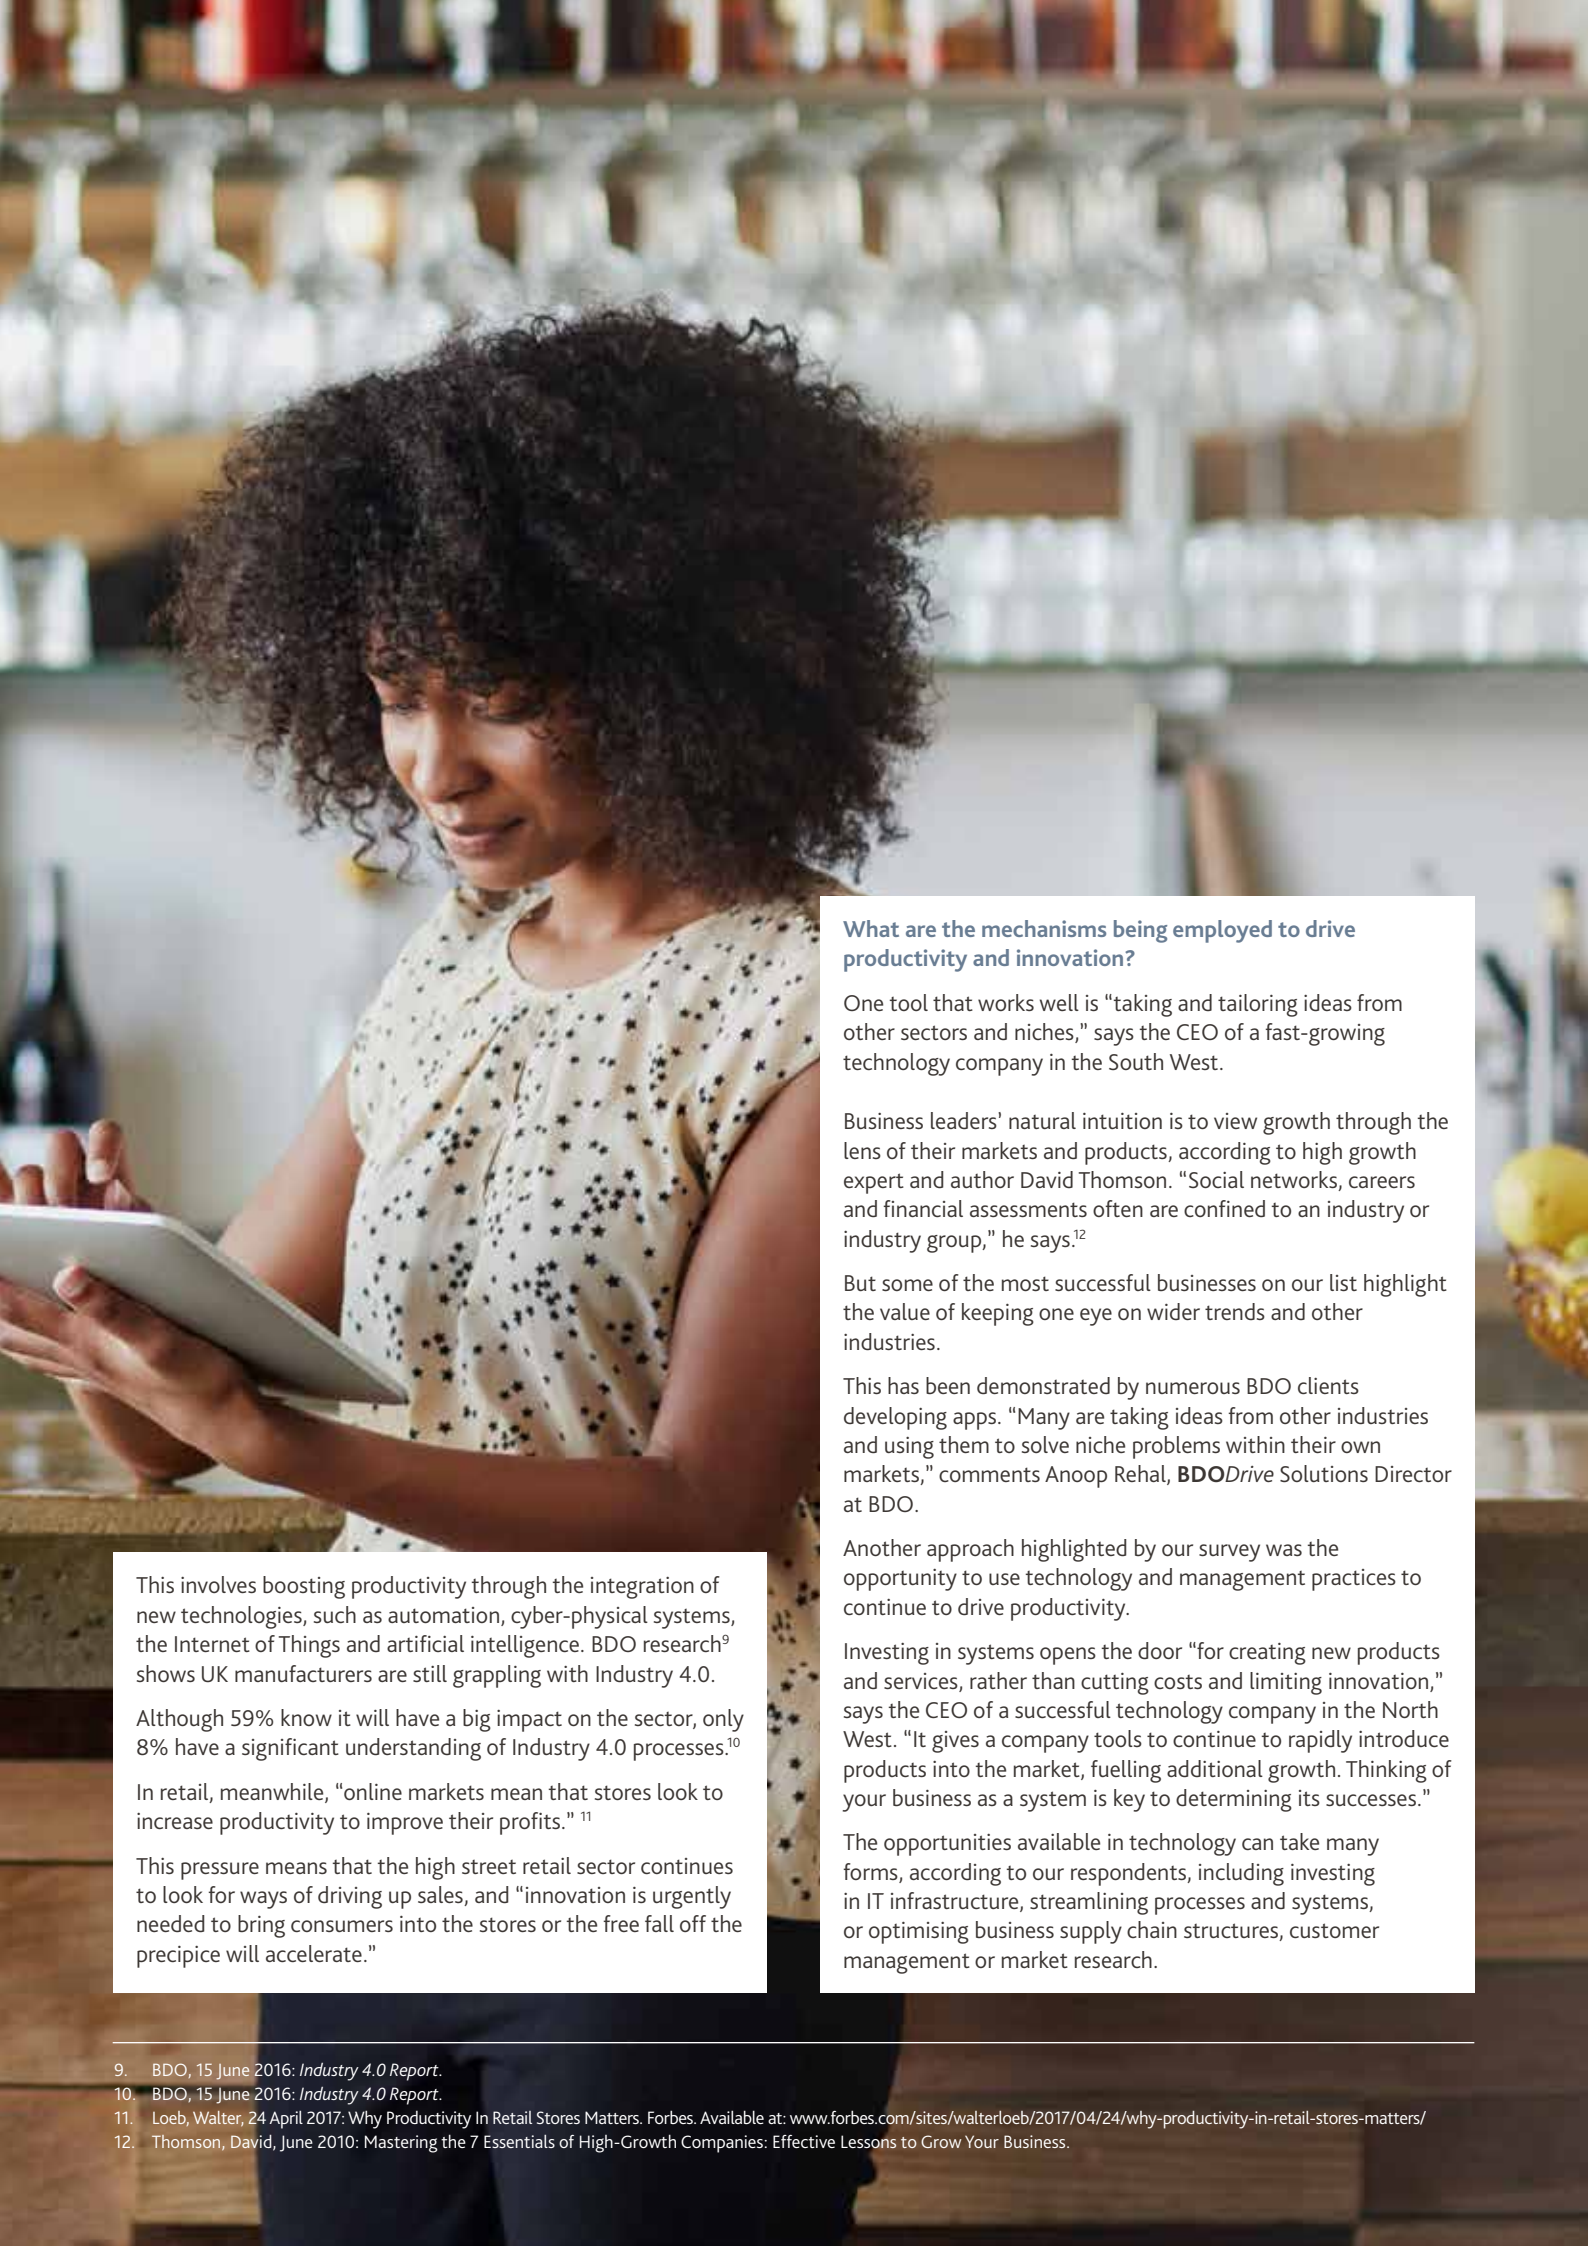 This involves boosting productivity through the integration of
new technologies, such as automation, cyber-physical systems,
the Internet of Things and artificial intelligence. BDO research9
shows UK manufacturers are still grappling with Industry 4.0.
Although 59% know it will have a big impact on the sector, only
8% have a significant understanding of Industry 4.0 processes.10
In retail, meanwhile, “online markets mean that stores look to
increase productivity to improve their profits.” 11
This pressure means that the high street retail sector continues
to look for ways of driving up sales, and “innovation is urgently
needed to bring consumers into the stores or the free fall off the
precipice will accelerate.”
What are the mechanisms being employed to drive
productivity and innovation?
One tool that works well is “taking and tailoring ideas from
other sectors and niches,” says the CEO of a fast-growing
technology company in the South West.
Business leaders’ natural intuition is to view growth through the
lens of their markets and products, according to high growth
expert and author David Thomson. “Social networks, careers
and financial assessments often are confined to an industry or
industry group,” he says.12
But some of the most successful businesses on our list highlight
the value of keeping one eye on wider trends and other
industries.
This has been demonstrated by numerous BDO clients
developing apps. “Many are taking ideas from other industries
and using them to solve niche problems within their own
markets,” comments Anoop Rehal, BDODrive Solutions Director
at BDO.
Another approach highlighted by our survey was the
opportunity to use technology and management practices to
continue to drive productivity.
Investing in systems opens the door “for creating new products
and services, rather than cutting costs and limiting innovation,”
says the CEO of a successful technology company in the North
West. “It gives a company tools to continue to rapidly introduce
products into the market, fuelling additional growth. Thinking of
your business as a system is key to determining its successes.”
The opportunities available in technology can take many
forms, according to our respondents, including investing
in IT infrastructure, streamlining processes and systems,
or optimising business supply chain structures, customer
management or market research.
9. BDO, 15 June 2016: Industry 4.0 Report.
10. BDO, 15 June 2016: Industry 4.0 Report.
11. Loeb, Walter, 24 April 2017: Why Productivity In Retail Stores Matters. Forbes. Available at: www.forbes.com/sites/walterloeb/2017/04/24/why-productivity-in-retail-stores-matters/
12. Thomson, David, June 2010: Mastering the 7 Essentials of High-Growth Companies: Effective Lessons to Grow Your Business.